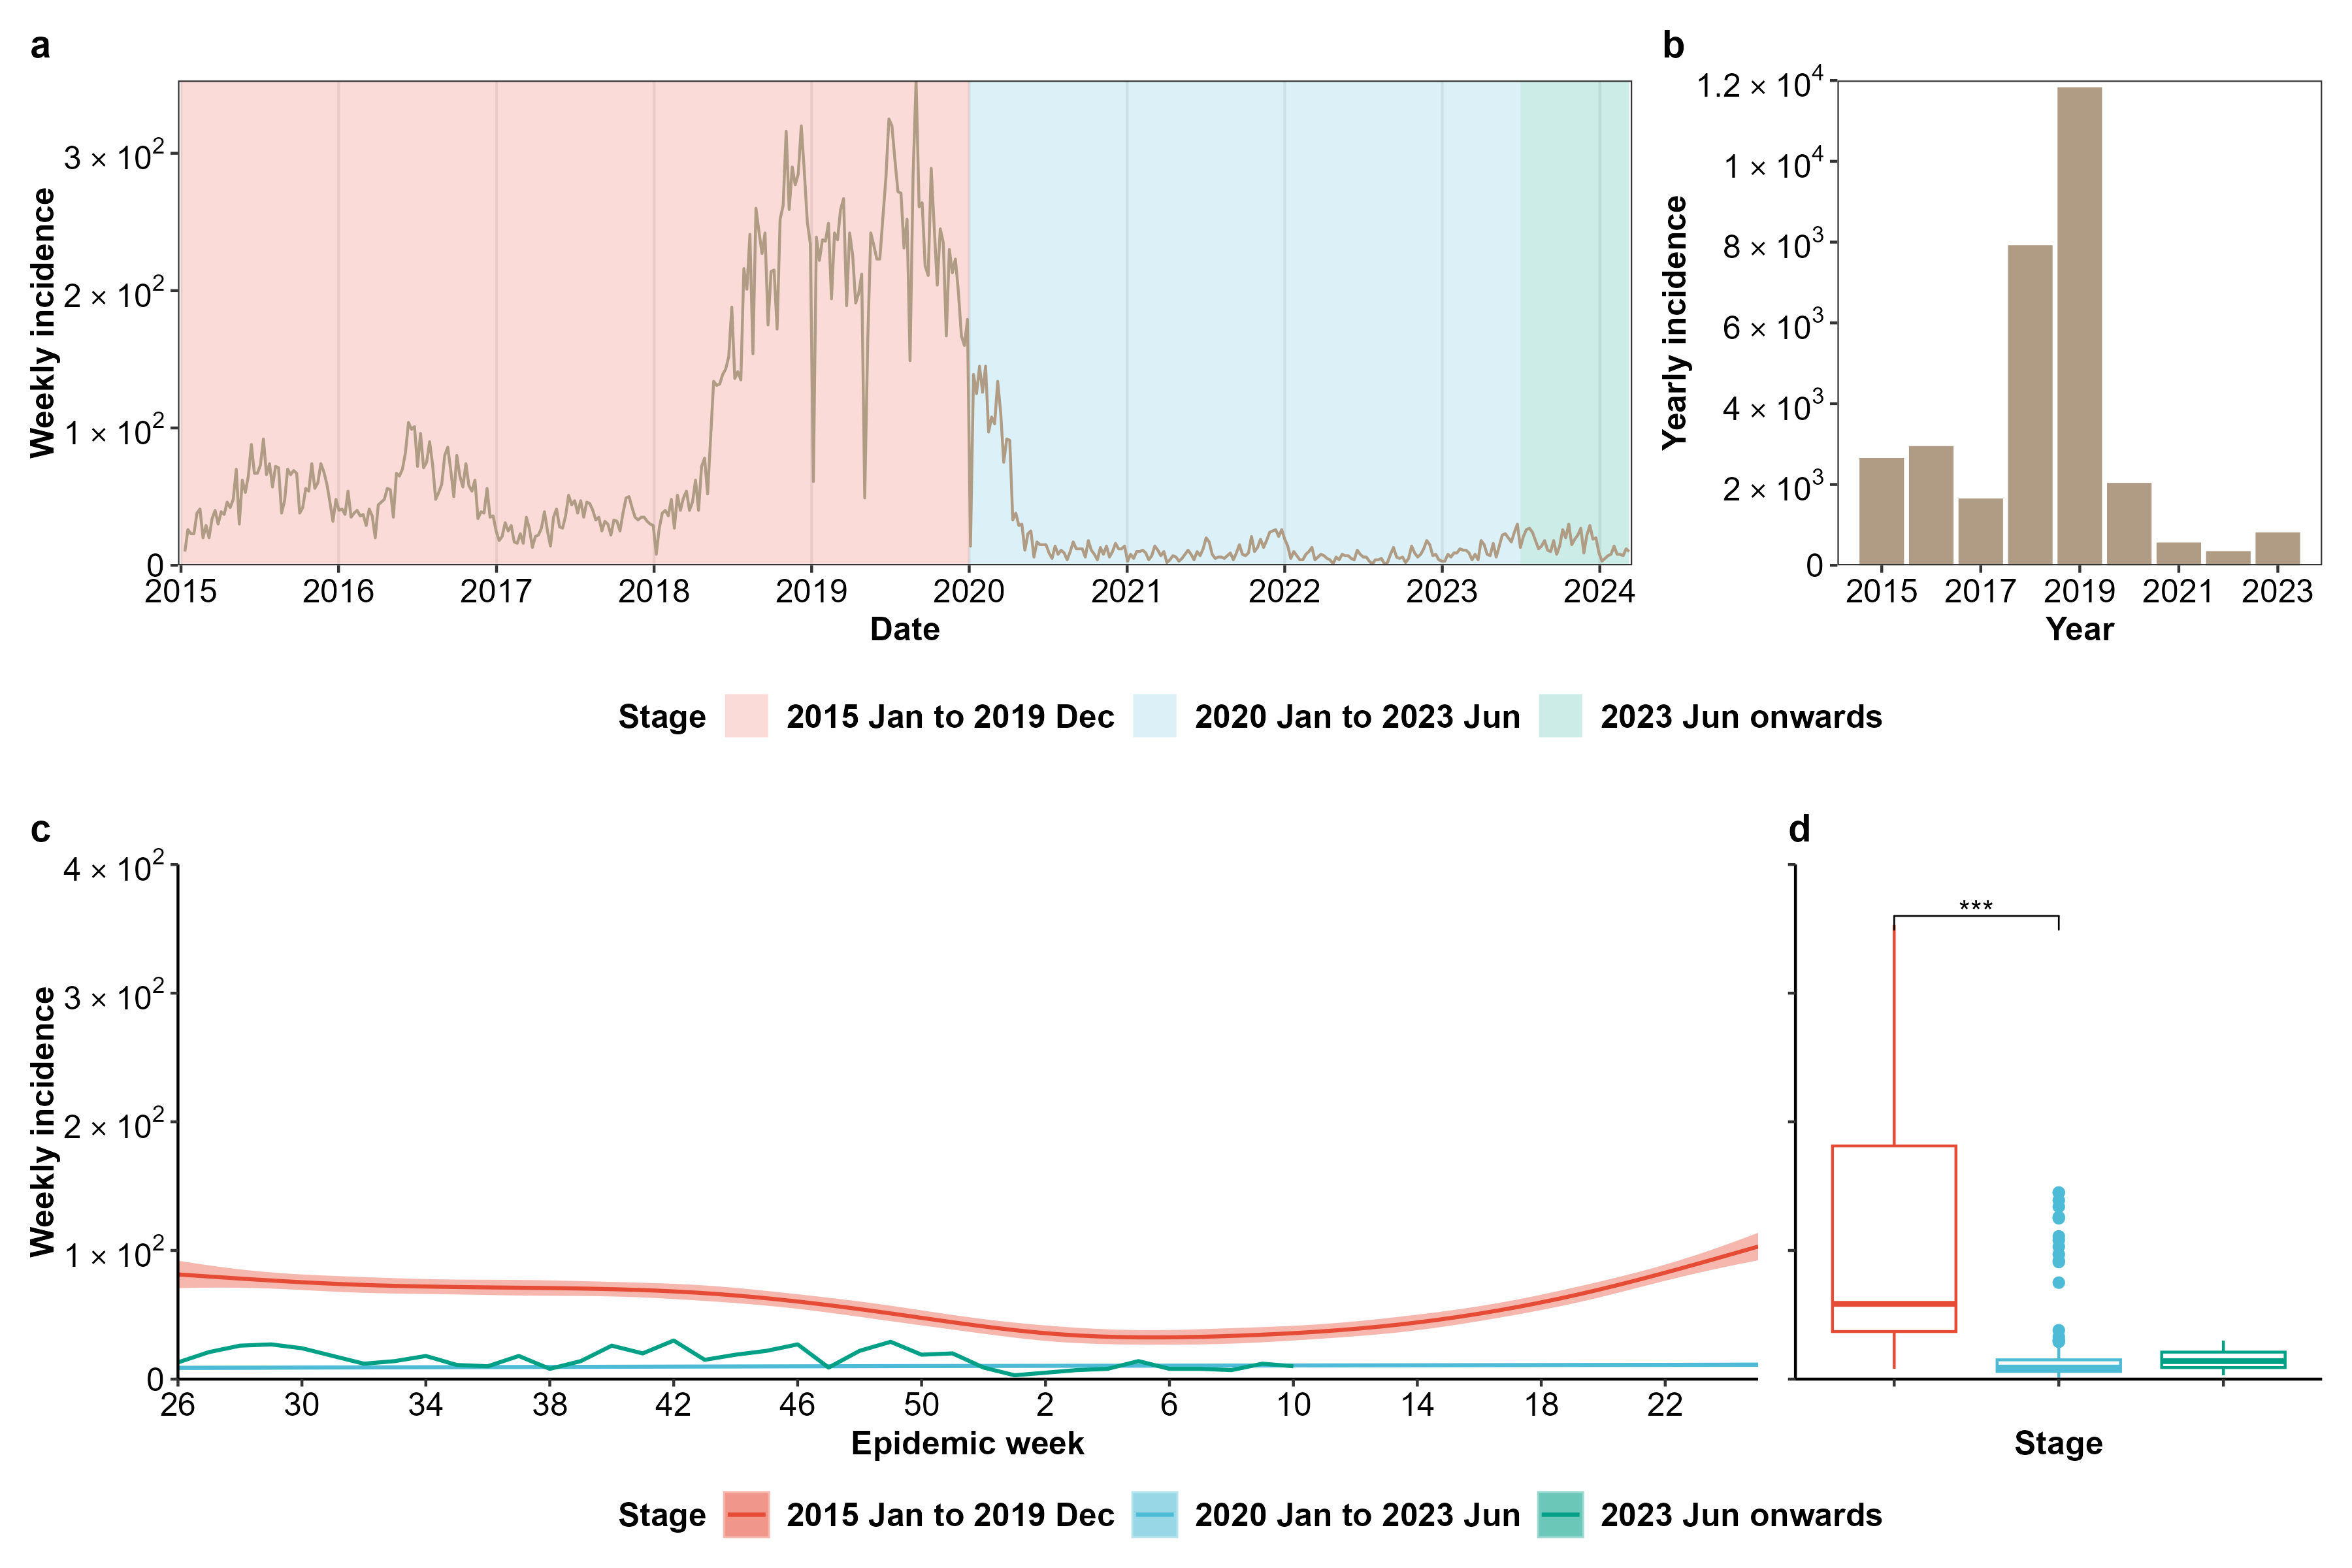 a
Weekly incidence
3 × 10²
2 × 10²
1 × 10²
0
2015 2016 2017 2018 2019 2020 2021 2022 2023 2024
Date
b
Yearly incidence
1.2 × 10⁴
1 × 10⁴
8 × 10³
6 × 10³
4 × 10³
2 × 10³
0
2015 2017 2019 2021 2023
Year
Stage 2015 Jan to 2019 Dec 2020 Jan to 2023 Jun 2023 Jun onwards
c
Weekly incidence
4 × 10²
3 × 10²
2 × 10²
1 × 10²
0
26 30 34 38 42 46 50 2 6 10 14 18 22
Epidemic week
d
***
Stage
Stage 2015 Jan to 2019 Dec 2020 Jan to 2023 Jun 2023 Jun onwards